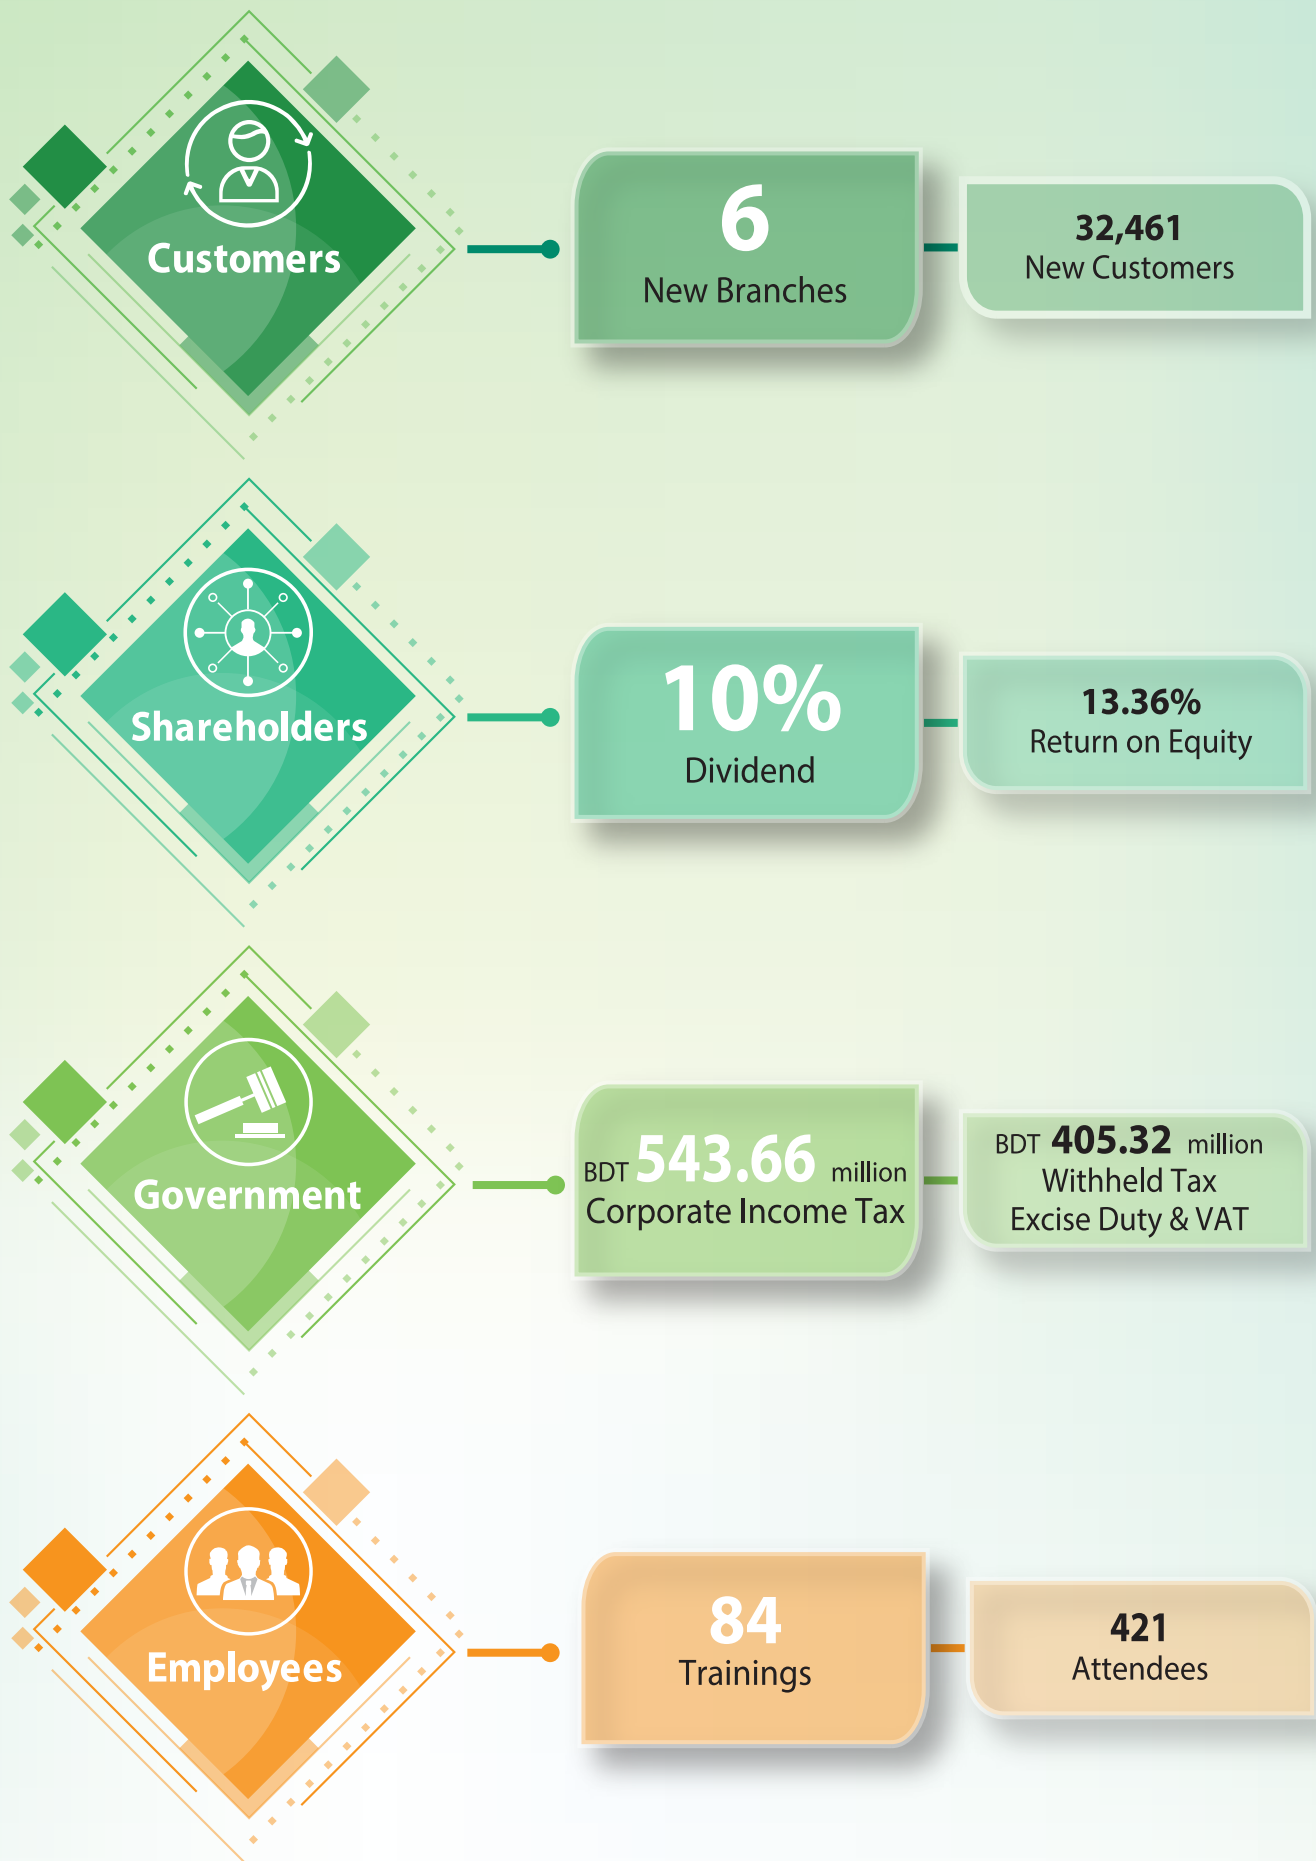 Customers
6
New Branches
32,461
New Customers
Shareholders
10%
Dividend
13.36%
Return on Equity
Government
BDT 543.66 million
Corporate Income Tax
BDT 405.32 million
Withheld Tax
Excise Duty & VAT
Employees
84
Trainings
421
Attendees